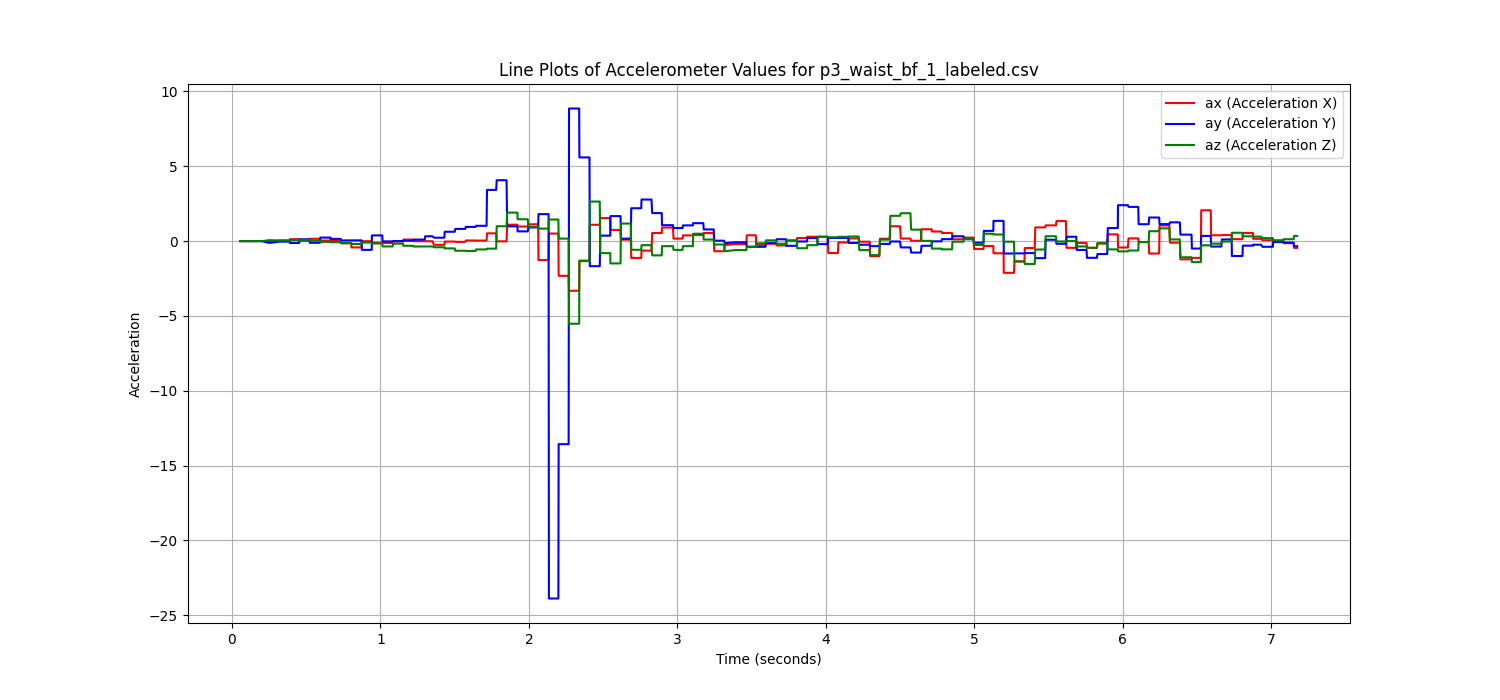 Line Plots of Accelerometer Values for p3_waist_bf_1_labeled.csv
ax (Acceleration X)
ay (Acceleration Y)
az (Acceleration Z)
Acceleration
10
5
0
−5
−10
−15
−20
−25
0 1 2 3 4 5 6 7
Time (seconds)